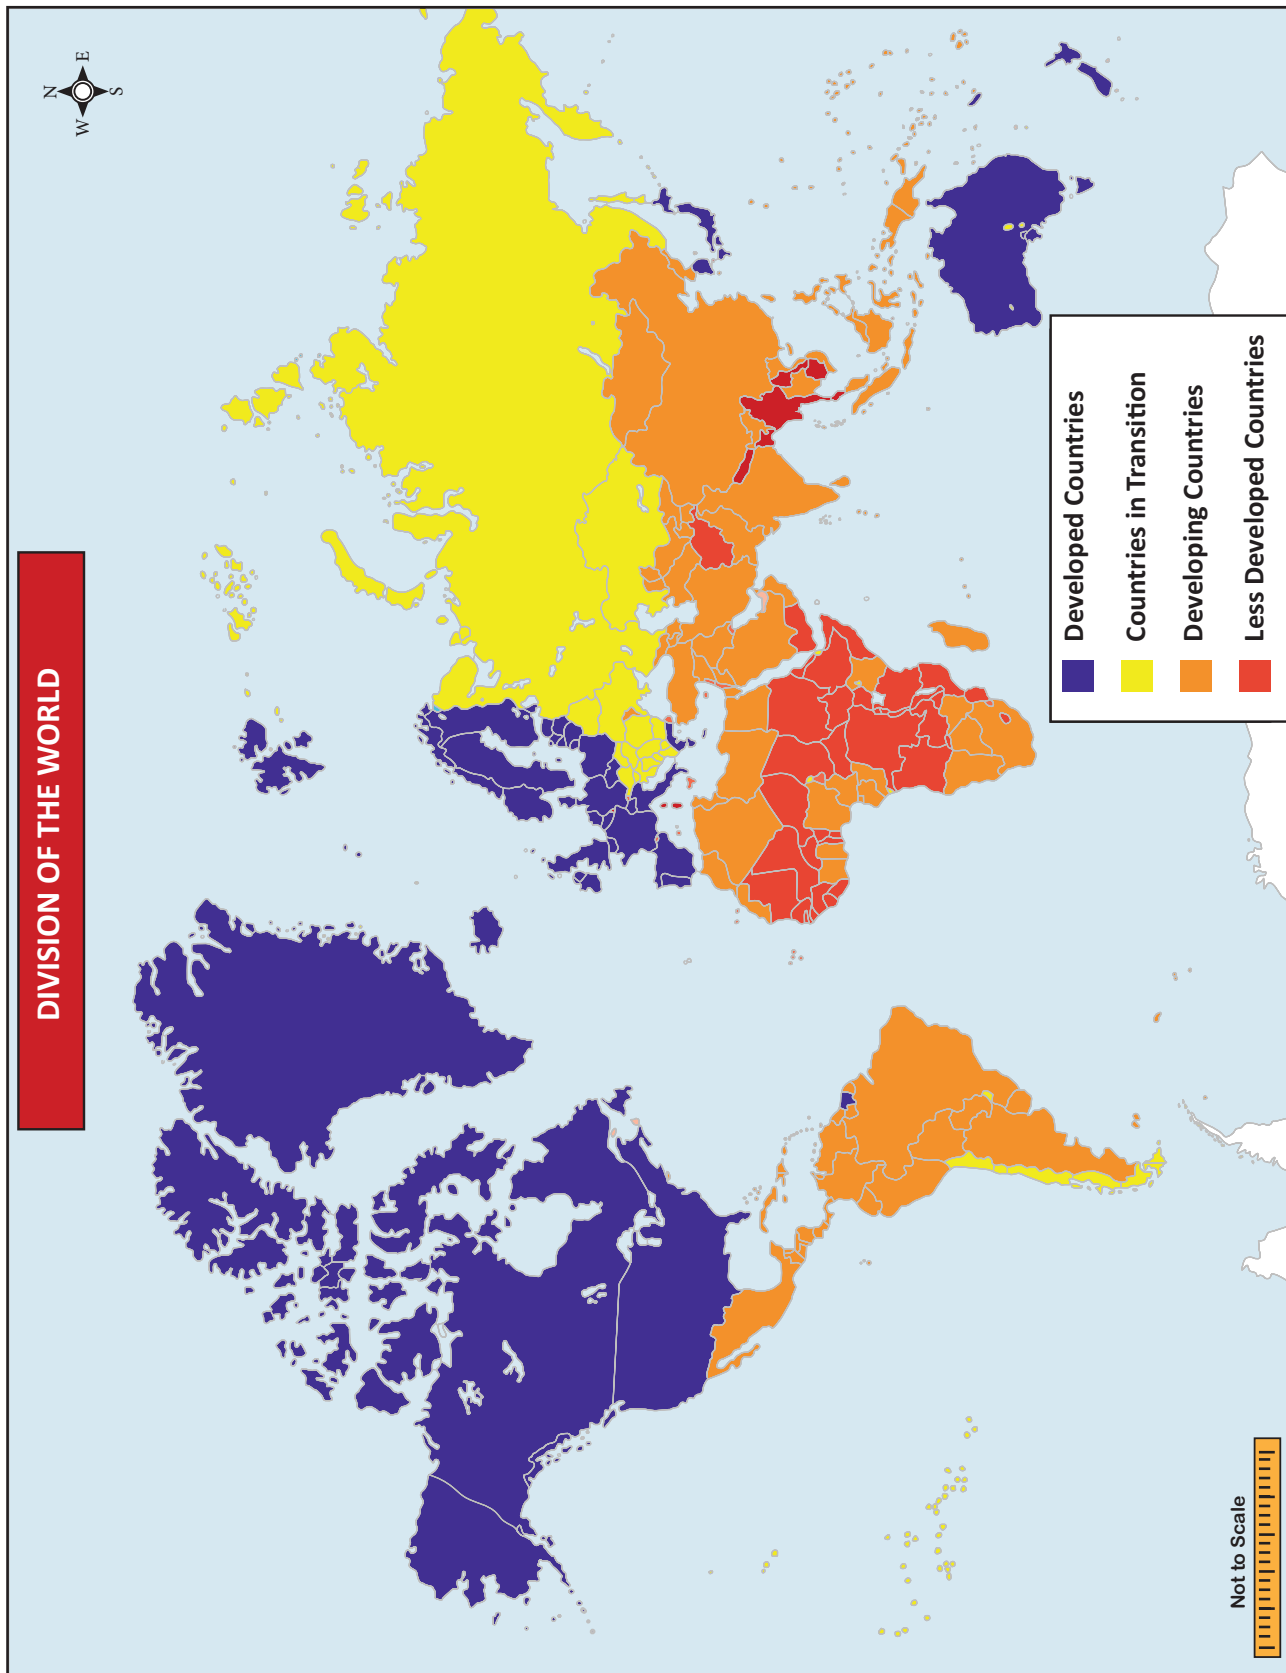 DIVISION OF THE WORLD
N
W E
S
Developed Countries
Countries in Transition
Developing Countries
Less Developed Countries
Not to Scale